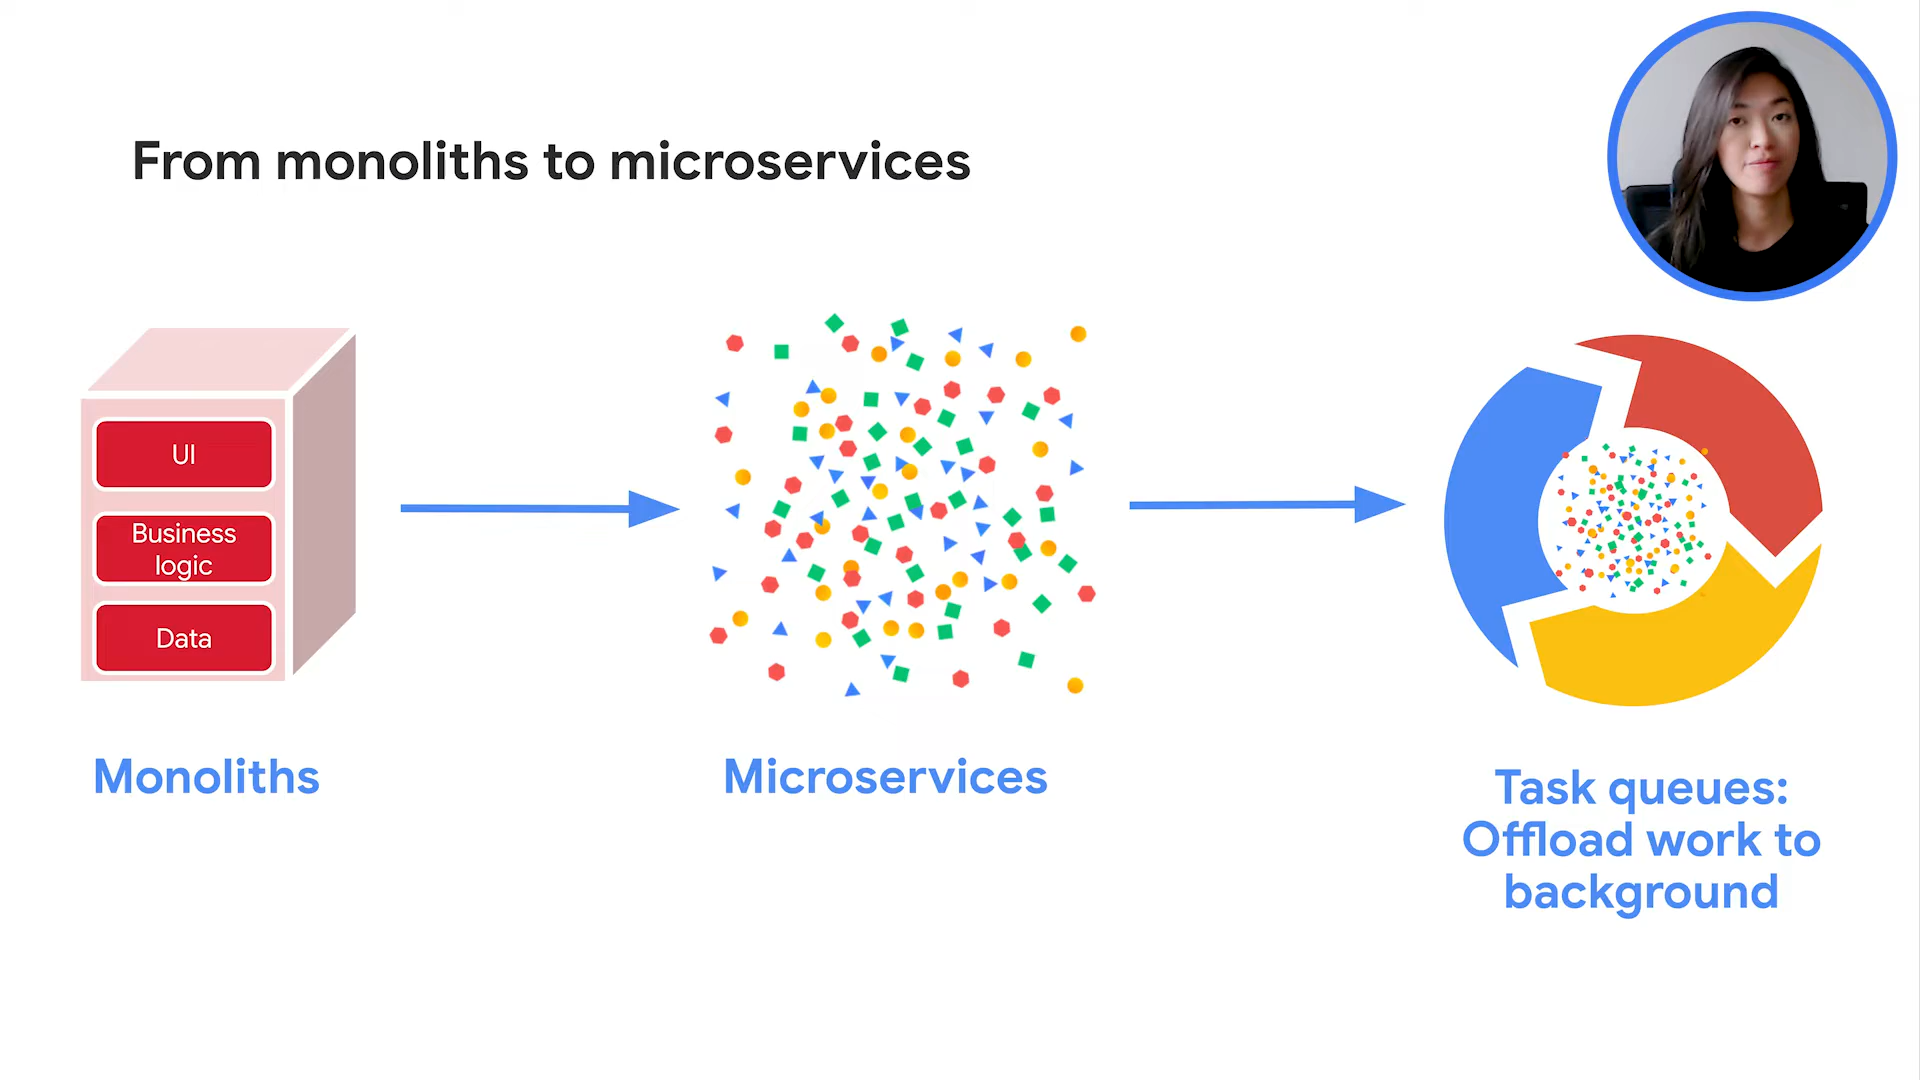 From monoliths to microservices
UI
Business
logic
Data
Monoliths
Microservices
Task queues:
Offload work to
background